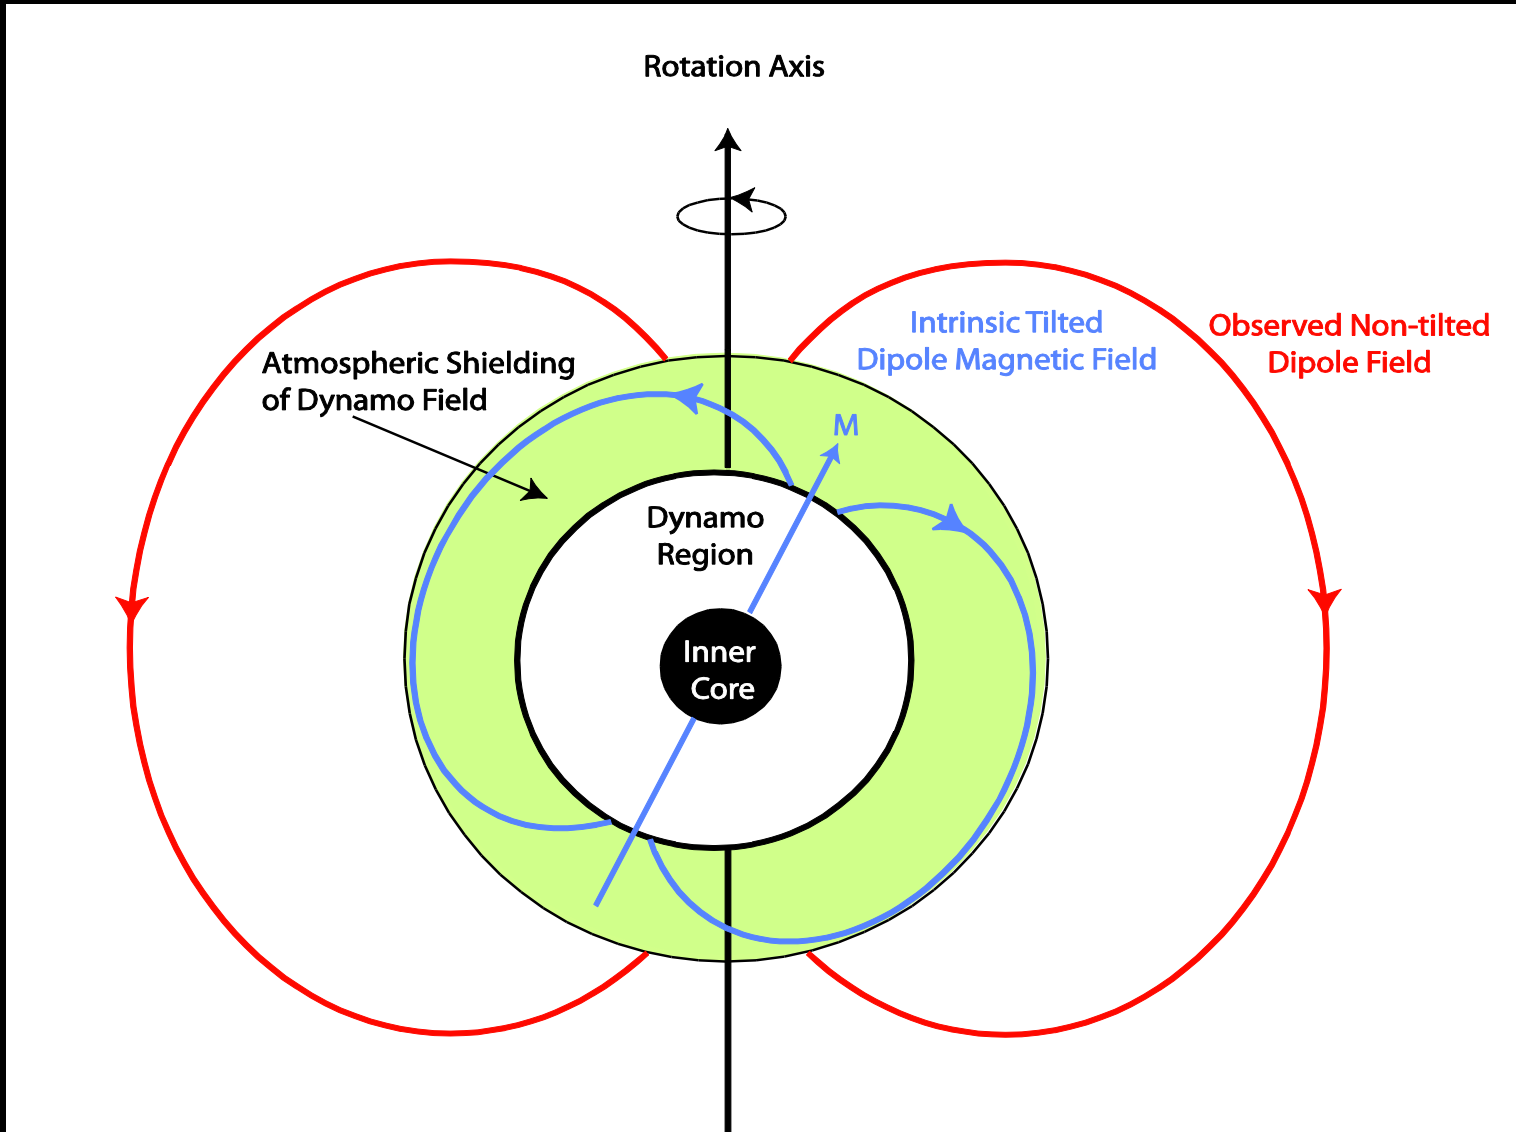 Rotation Axis
Intrinsic Tilted
Dipole Magnetic Field
Observed Non-tilted
Dipole Field
Atmospheric Shielding
of Dynamo Field
M
Dynamo
Region
Inner
Core